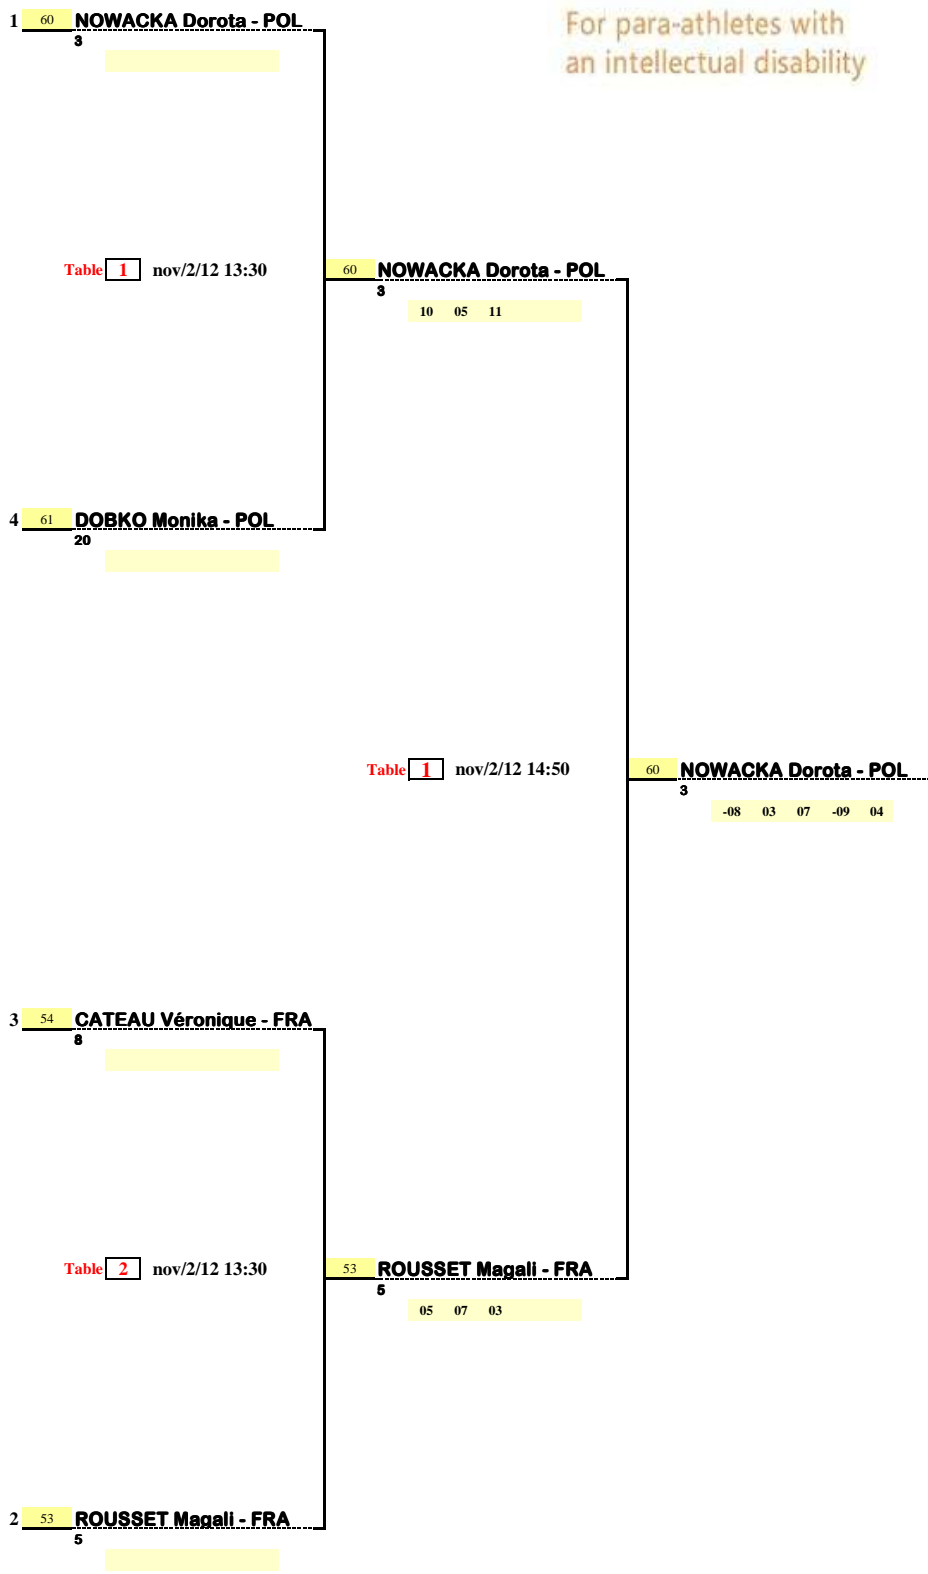 1 60 NOWACKA Dorota - POL
3
For para-athletes with
an intellectual disability
Table 1 nov/2/12 13:30
60 NOWACKA Dorota - POL
3
10 05 11
4 61 DOBKO Monika - POL
20
Table 1 nov/2/12 14:50
60 NOWACKA Dorota - POL
3
-08 03 07 -09 04
3 54 CATEAU Véronique - FRA
8
Table 2 nov/2/12 13:30
53 ROUSSET Magali - FRA
5
05 07 03
2 53 ROUSSET Magali - FRA
5